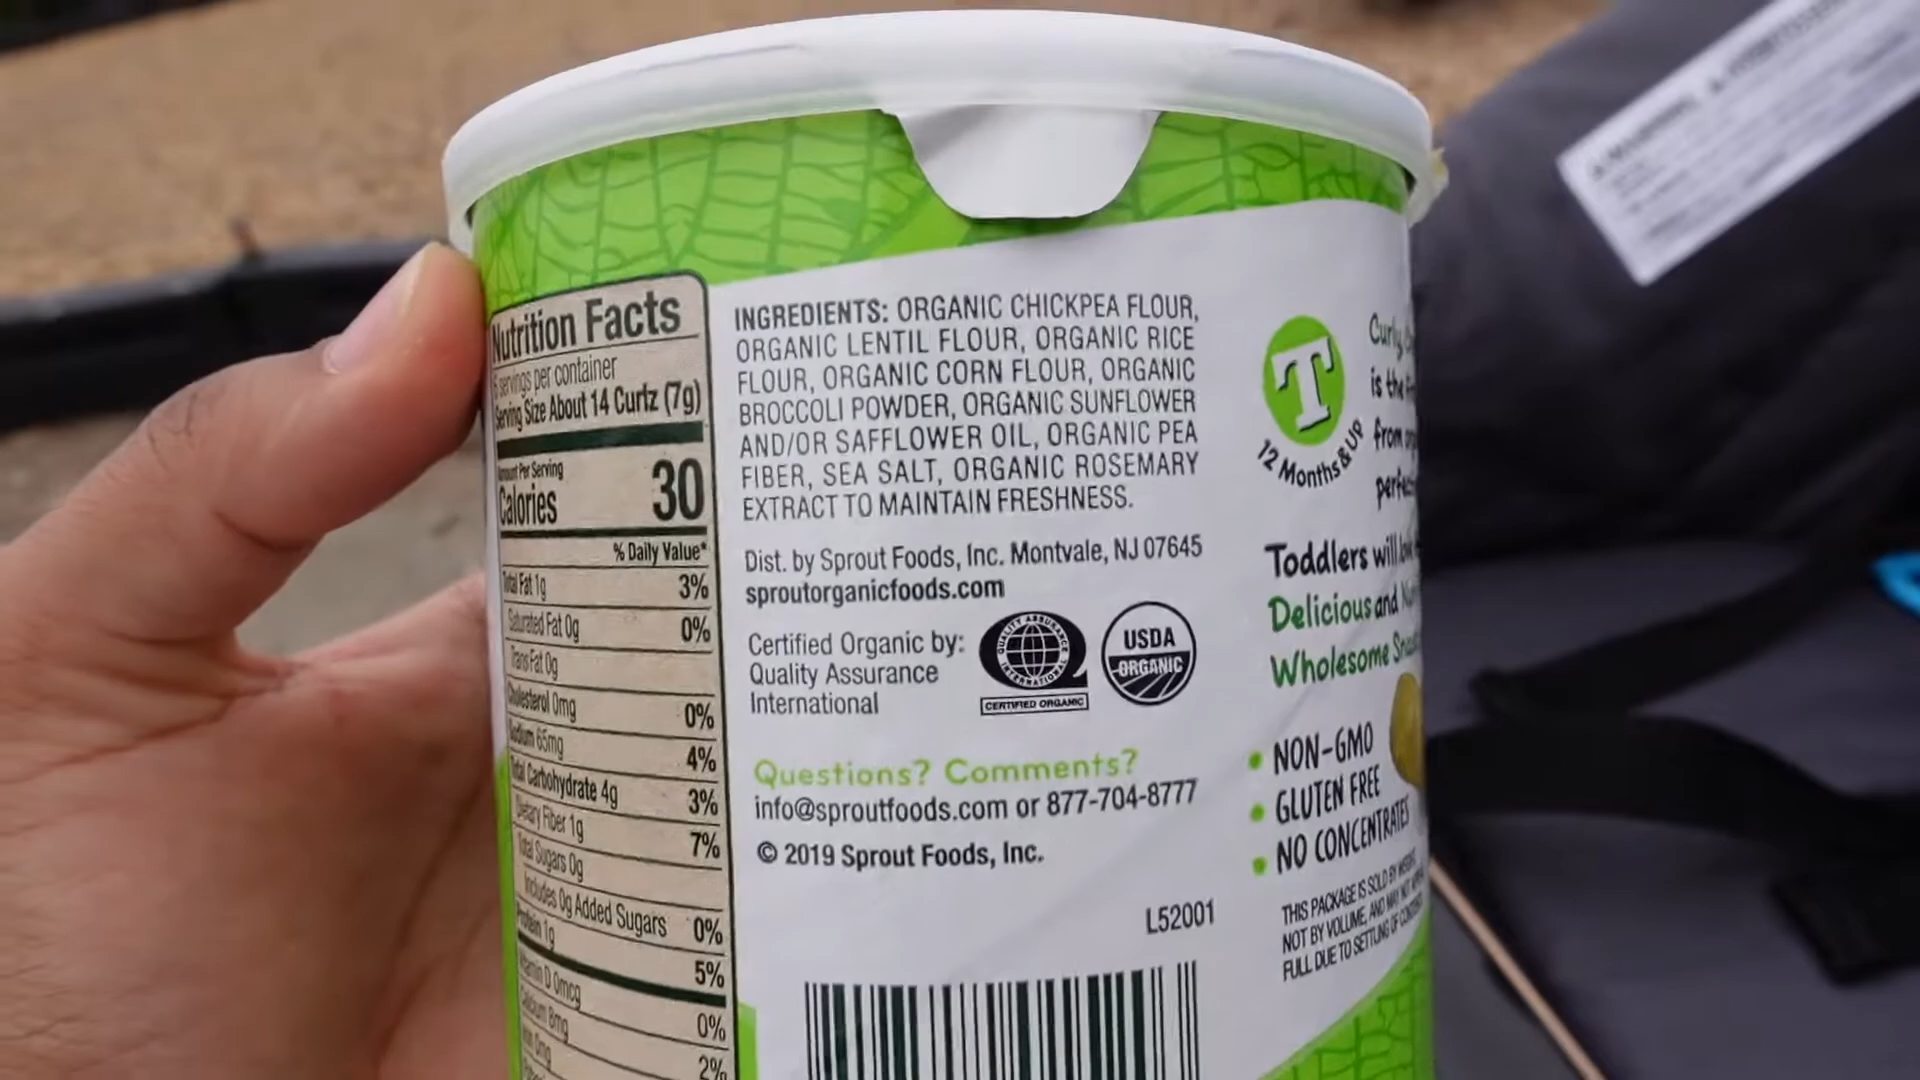 Nutrition Facts
servings per container
Serving Size About 14 Curlz (7g)
Amount Per Serving
Calories 30
% Daily Value*
Total Fat 1g 3%
Saturated Fat 0g 0%
Trans Fat 0g
Cholesterol 0mg 0%
Sodium 65mg 4%
Total Carbohydrate 4g 3%
Dietary Fiber 1g 7%
Total Sugars 0g
Includes 0g Added Sugars 0%
Protein 1g 5%
Vitamin D 0mcg 0%
Calcium 8mg
Iron 0mg 2%
INGREDIENTS: ORGANIC CHICKPEA FLOUR,
ORGANIC LENTIL FLOUR, ORGANIC RICE
FLOUR, ORGANIC CORN FLOUR, ORGANIC
BROCCOLI POWDER, ORGANIC SUNFLOWER
AND/OR SAFFLOWER OIL, ORGANIC PEA
FIBER, SEA SALT, ORGANIC ROSEMARY
EXTRACT TO MAINTAIN FRESHNESS.
Dist. by Sprout Foods, Inc. Montvale, NJ 07645
sproutorganicfoods.com
Certified Organic by:
Quality Assurance
International
QUALITY ASSURANCE
INTERNATIONAL
CERTIFIED ORGANIC
USDA
ORGANIC
Questions? Comments?
info@sproutfoods.com or 877-704-8777
© 2019 Sprout Foods, Inc.
L52001
T
12 Months & UP
Curly
is the
from
Toddlers will
Delicious and
Wholesome
• NON-GMO
• GLUTEN FREE
• NO CONCENTRATES
THIS PACKAGE IS SOLD BY WEIGHT,
NOT BY VOLUME, AND MAY NOT
FULL DUE TO SETTLING OF